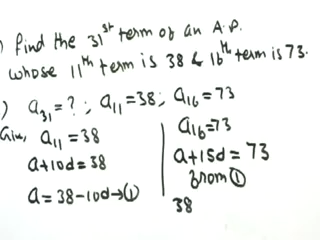 ) find the 31st term of an A.P.
whose 11th term is 38 & 16th term is 73.
) a31 = ? ; a11 = 38; a16 = 73
Givn, a11 = 38
a+10d = 38
a = 38-10d→①
a16=73
a+15d = 73
from ①
38